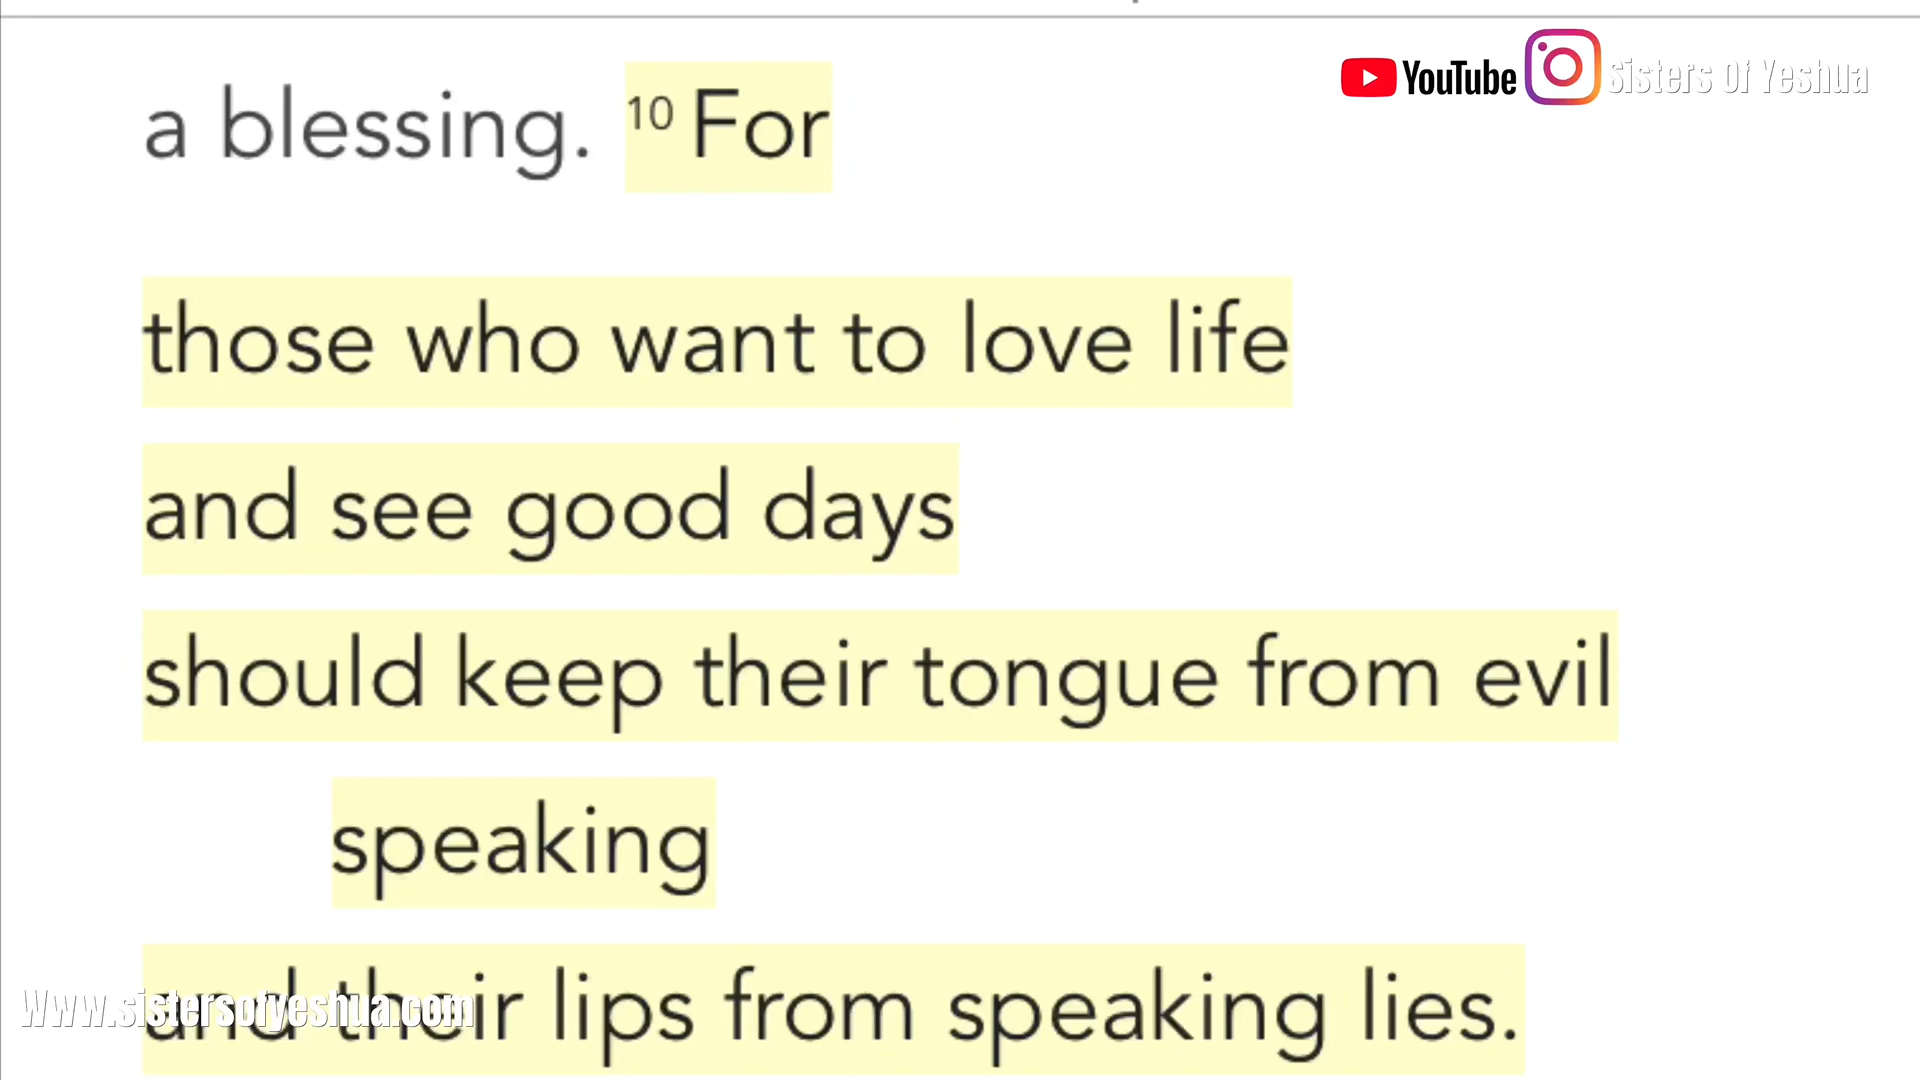 YouTube Sisters Of Yeshua
a blessing. 10 For
those who want to love life
and see good days
should keep their tongue from evil
speaking
and their lips from speaking lies.
Www.sistersofyeshua.com